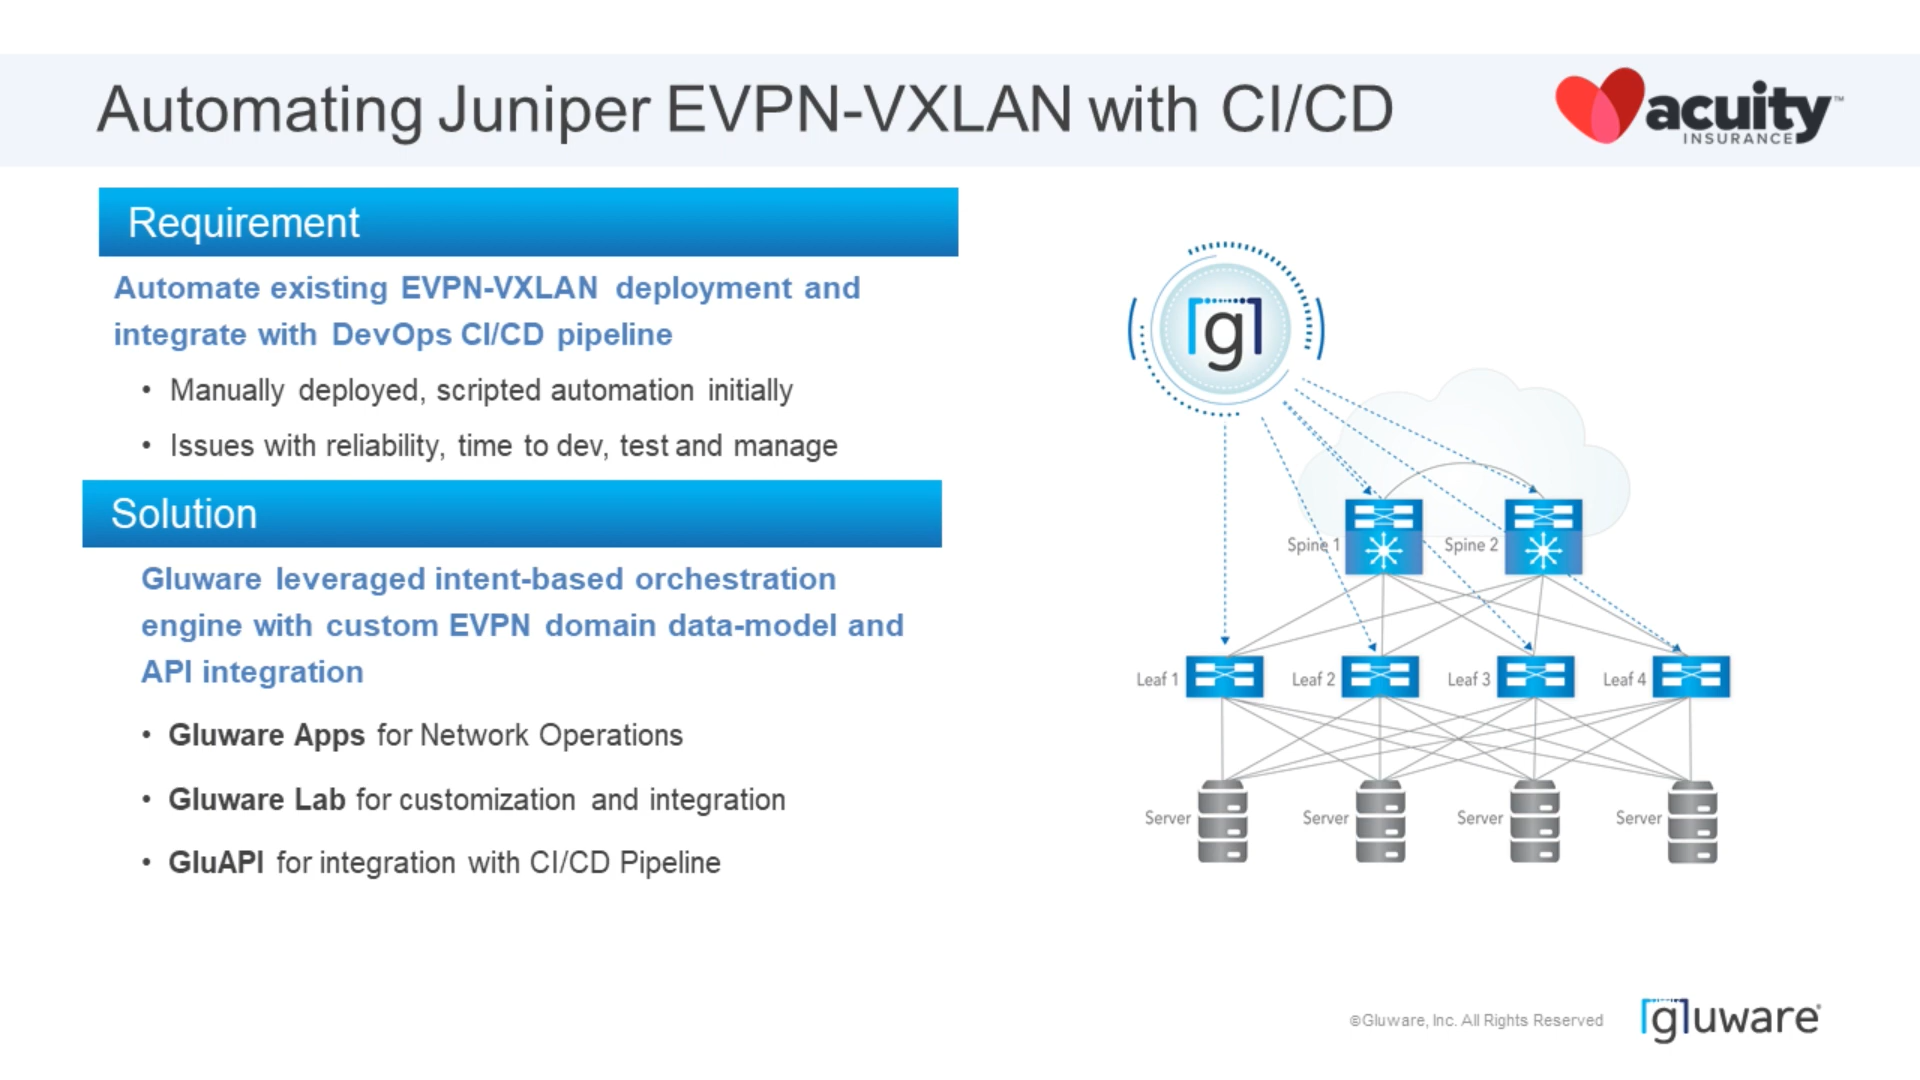 Automating Juniper EVPN-VXLAN with CI/CD
acuity™
INSURANCE
Requirement
Automate existing EVPN-VXLAN deployment and
integrate with DevOps CI/CD pipeline
• Manually deployed, scripted automation initially
• Issues with reliability, time to dev, test and manage
Solution
Gluware leveraged intent-based orchestration
engine with custom EVPN domain data-model and
API integration
• Gluware Apps for Network Operations
• Gluware Lab for customization and integration
• GluAPI for integration with CI/CD Pipeline
[g]
Spine 1
Spine 2
Leaf 1
Leaf 2
Leaf 3
Leaf 4
Server
Server
Server
Server
©Gluware, Inc. All Rights Reserved
[g]luware®